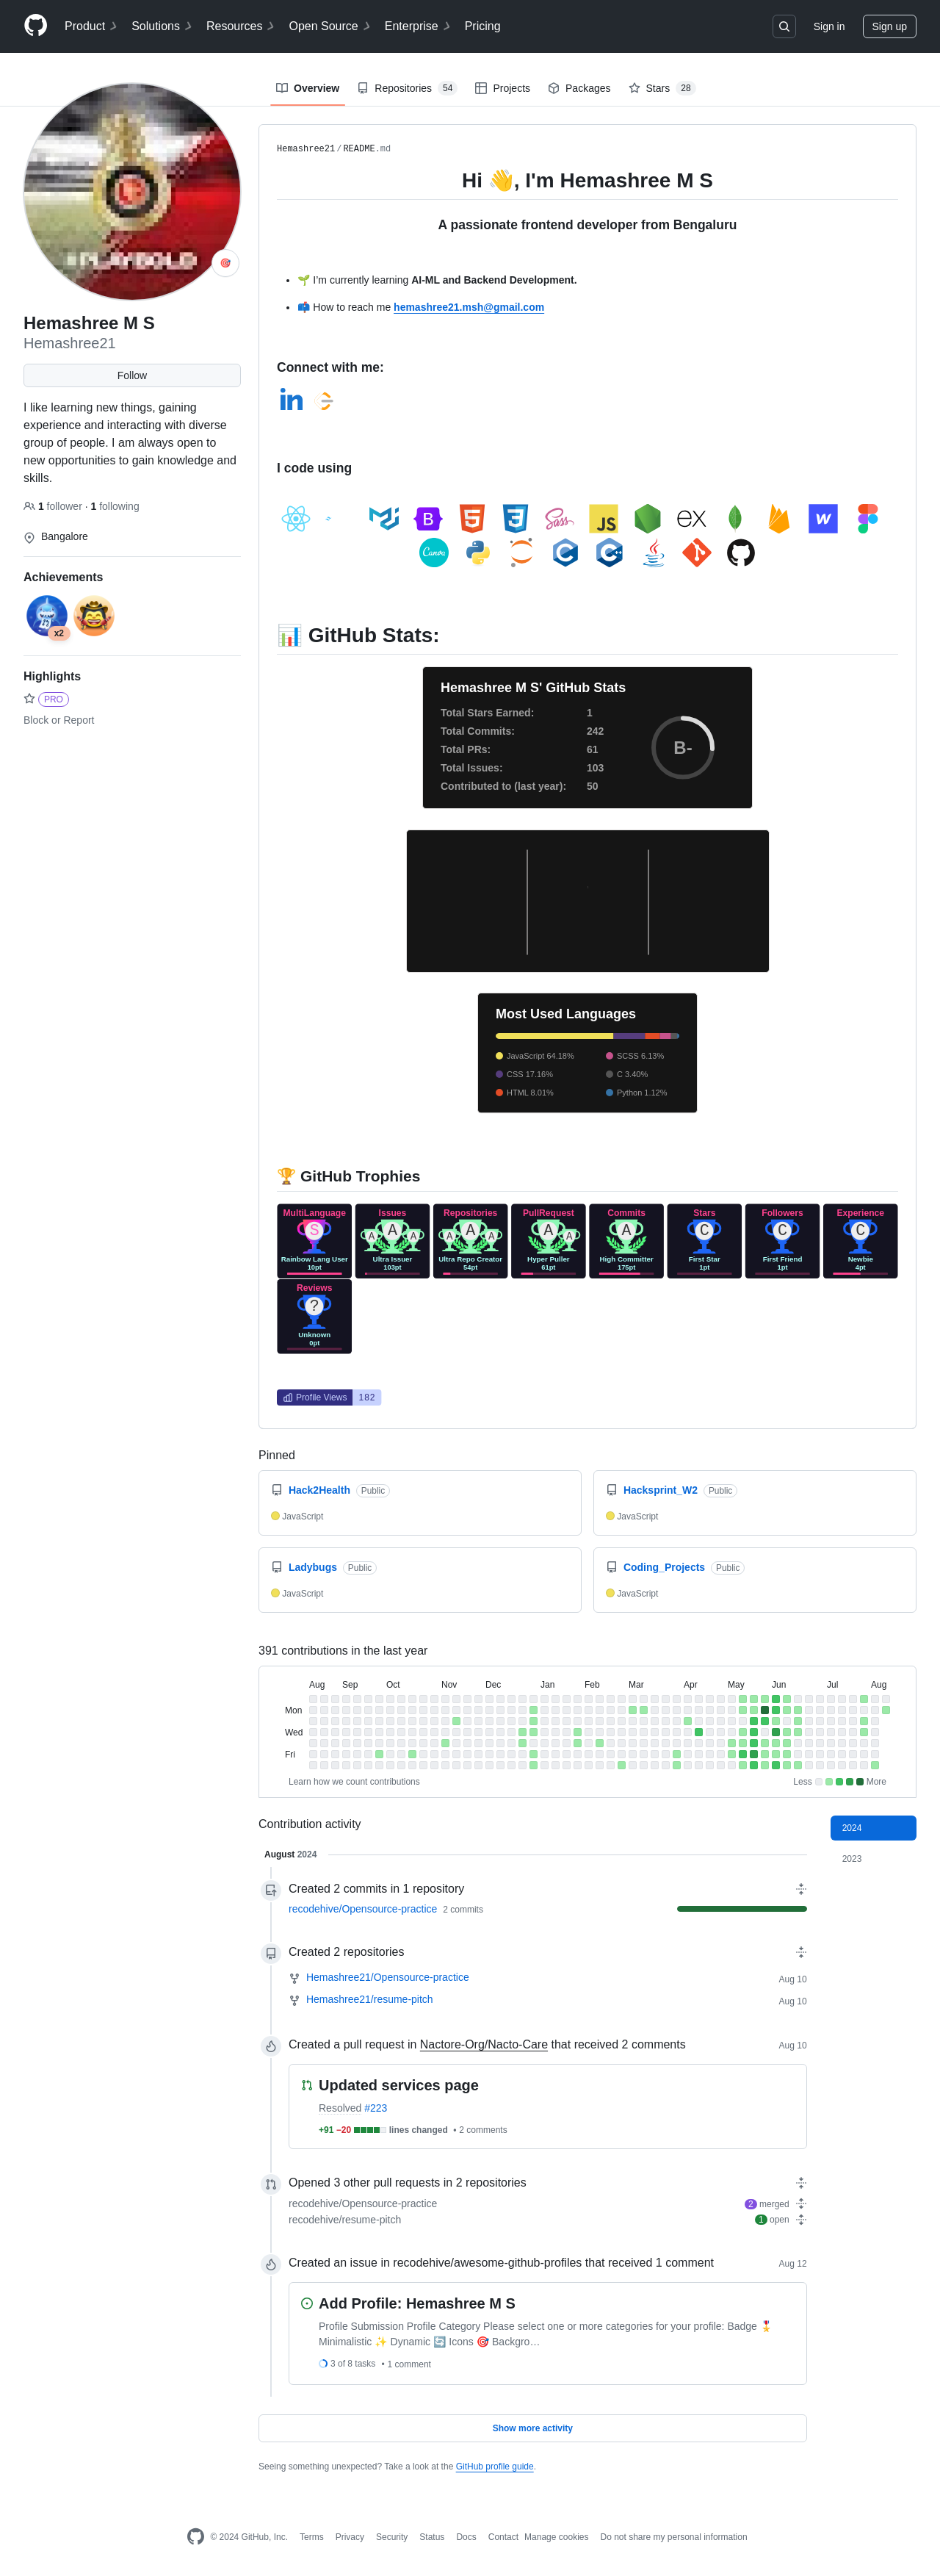 Product
Solutions
Resources
Open Source
Enterprise
Pricing
Sign in
Sign up
Overview
Repositories 54
Projects
Packages
Stars 28
Hemashree M S
Hemashree21
Follow
I like learning new things, gaining
experience and interacting with diverse
group of people. I am always open to
new opportunities to gain knowledge and
skills.
1 follower · 1 following
Bangalore
Achievements
x2
Highlights
PRO
Block or Report
Hemashree21/README.md
Hi 👋, I'm Hemashree M S
A passionate frontend developer from Bengaluru
• 🌱 I'm currently learning AI-ML and Backend Development.
• 📫 How to reach me hemashree21.msh@gmail.com
Connect with me:
in
I code using
B
Sass
JS
ex
W
Canva
📊 GitHub Stats:
Hemashree M S' GitHub Stats
Total Stars Earned: 1
Total Commits: 242
Total PRs: 61
Total Issues: 103
Contributed to (last year): 50
B-
Most Used Languages
JavaScript 64.18%
SCSS 6.13%
CSS 17.16%
C 3.40%
HTML 8.01%
Python 1.12%
🏆 GitHub Trophies
MultiLanguage
S
Rainbow Lang User
10pt
Issues
A A A
Ultra Issuer
103pt
Repositories
A A A
Ultra Repo Creator
54pt
PullRequest
A A
Hyper Puller
61pt
Commits
A
High Committer
175pt
Stars
C
First Star
1pt
Followers
C
First Friend
1pt
Experience
C
Newbie
4pt
Reviews
?
Unknown
0pt
Profile Views 182
Pinned
Hack2Health Public
JavaScript
Hacksprint_W2 Public
JavaScript
Ladybugs Public
JavaScript
Coding_Projects Public
JavaScript
391 contributions in the last year
Aug Sep Oct Nov Dec Jan Feb Mar Apr May Jun Jul Aug
Mon
Wed
Fri
Learn how we count contributions
Less More
Contribution activity
2024
2023
August 2024
Created 2 commits in 1 repository
recodehive/Opensource-practice 2 commits
Created 2 repositories
Hemashree21/Opensource-practice Aug 10
Hemashree21/resume-pitch Aug 10
Created a pull request in Nactore-Org/Nacto-Care that received 2 comments Aug 10
Updated services page
Resolved #223
+91 −20 lines changed • 2 comments
Opened 3 other pull requests in 2 repositories
recodehive/Opensource-practice 2 merged
recodehive/resume-pitch 1 open
Created an issue in recodehive/awesome-github-profiles that received 1 comment Aug 12
Add Profile: Hemashree M S
Profile Submission Profile Category Please select one or more categories for your profile: Badge 🎖️
Minimalistic ✨ Dynamic 🔄 Icons 🎯 Backgro…
3 of 8 tasks • 1 comment
Show more activity
Seeing something unexpected? Take a look at the GitHub profile guide.
© 2024 GitHub, Inc. Terms Privacy Security Status Docs Contact Manage cookies Do not share my personal information